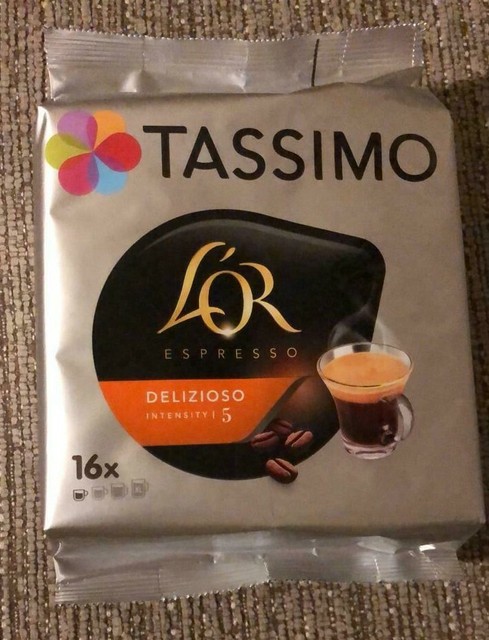 TASSIMO
L'OR
ESPRESSO
DELIZIOSO
INTENSITY | 5
16x